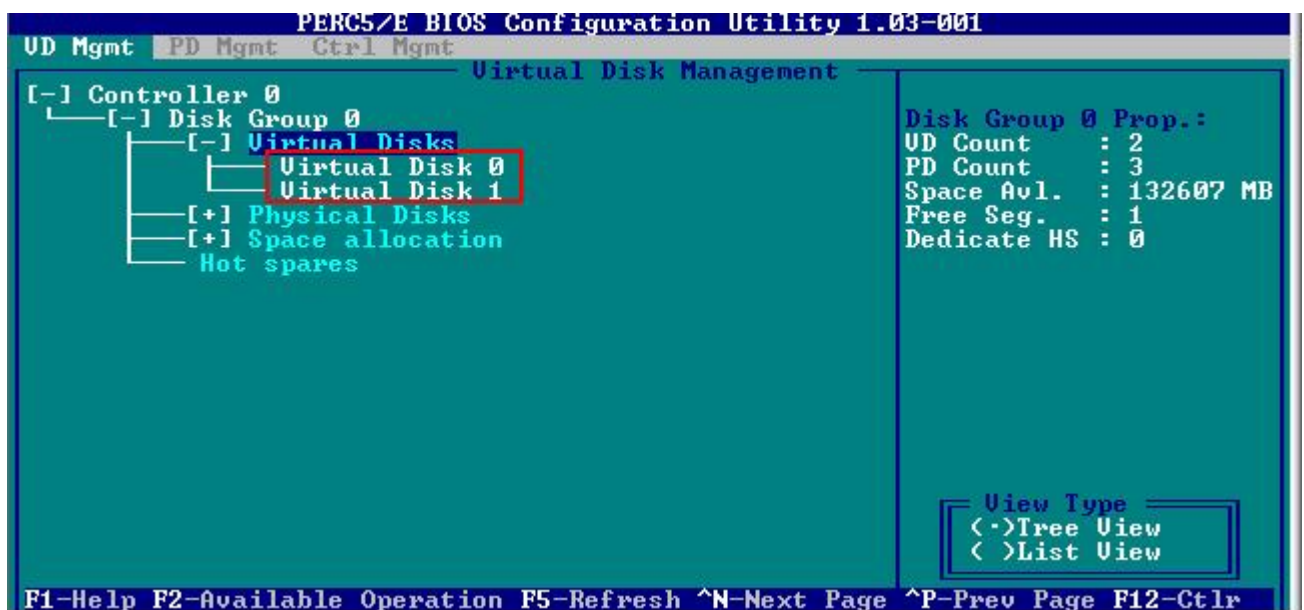 PERC5/E BIOS Configuration Utility 1.03-001
VD Mgmt PD Mgmt Ctrl Mgmt
Virtual Disk Management
[-] Controller 0
[-] Disk Group 0
[-] Virtual Disks
Virtual Disk 0
Virtual Disk 1
[+] Physical Disks
[+] Space allocation
Hot spares
Disk Group 0 Prop.:
VD Count : 2
PD Count : 3
Space Avl. : 132607 MB
Free Seg. : 1
Dedicate HS : 0
View Type
(·)Tree View
( )List View
F1-Help F2-Available Operation F5-Refresh ^N-Next Page ^P-Prev Page F12-Ctlr